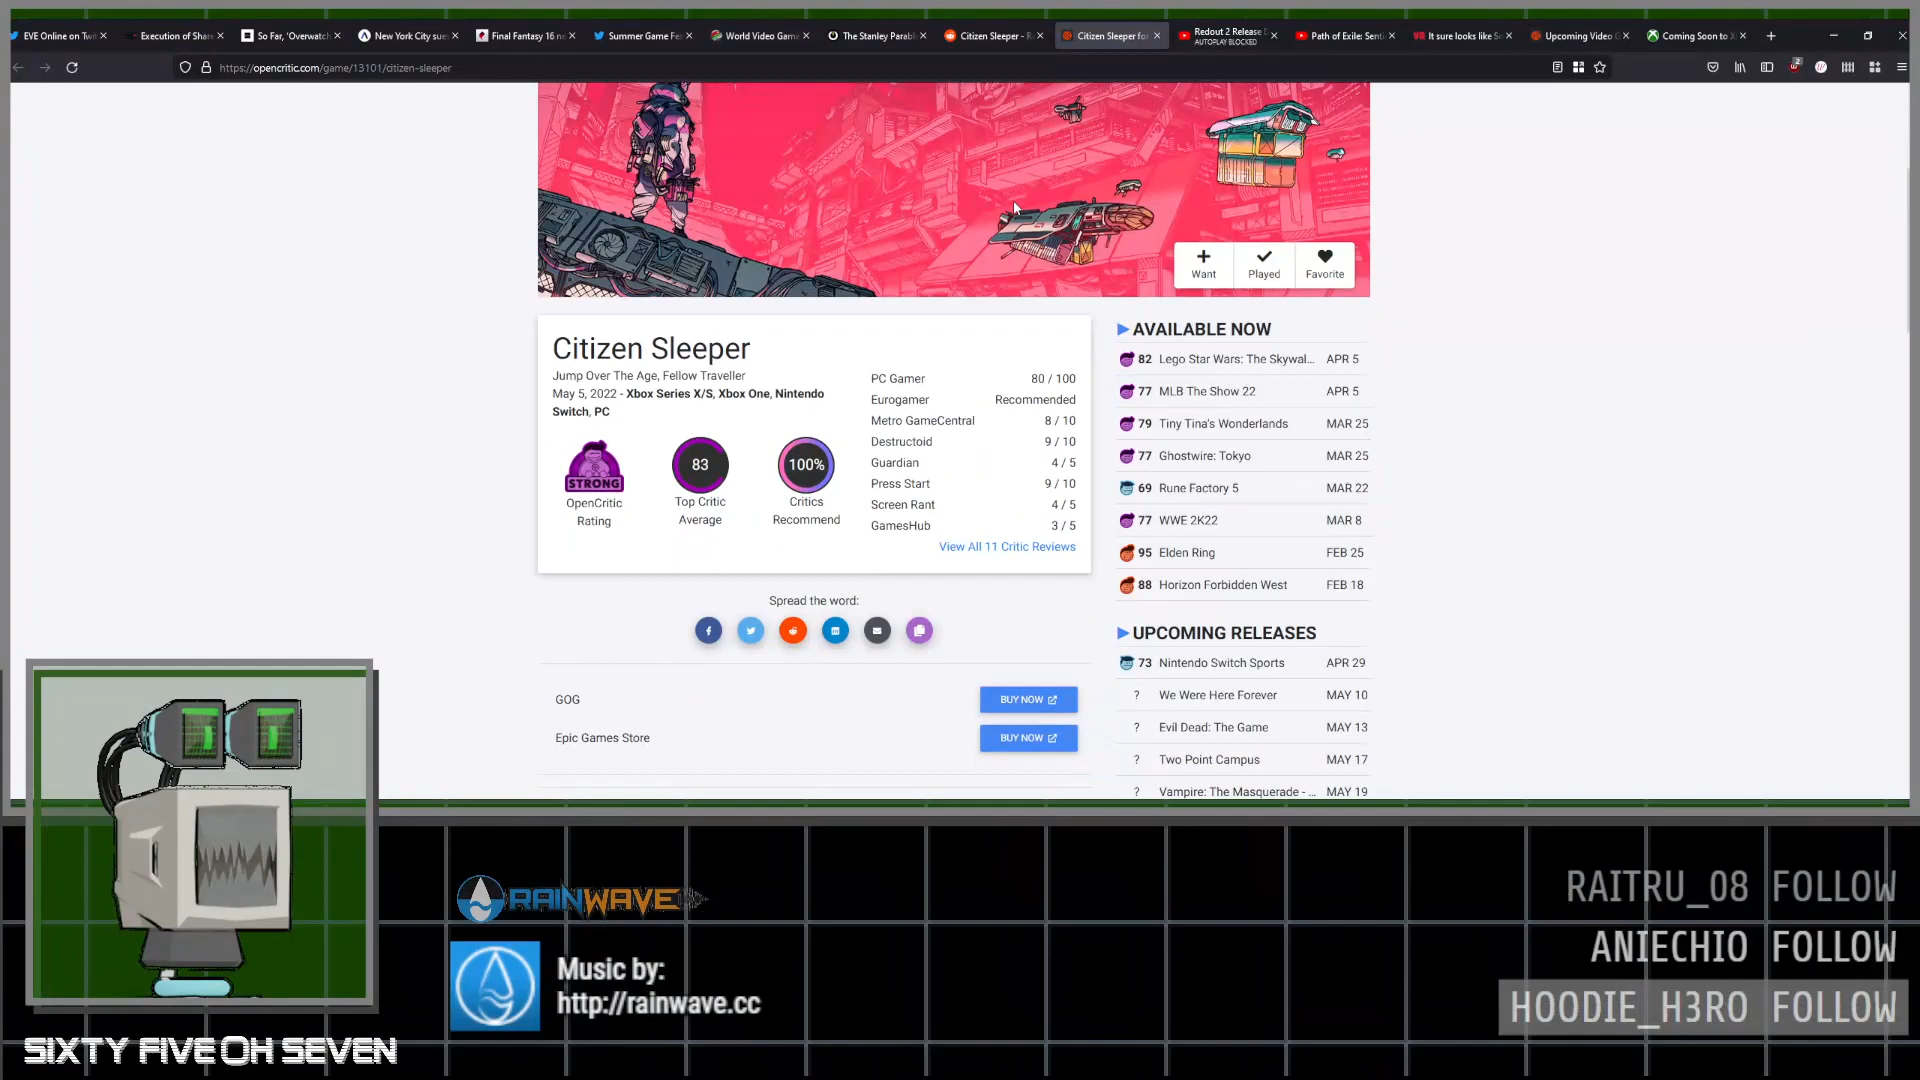 EVE Online on Twit
Execution of Share
So Far, 'Overwatch
New York City sues
Final Fantasy 16 ne
Summer Game Fe
World Video Game
The Stanley Parabl
Citizen Sleeper - R
Citizen Sleeper for
Redout 2 Release D
AUTOPLAY BLOCKED
Path of Exile: Senti
It sure looks like So
Upcoming Video G
Coming Soon to X
https://opencritic.com/game/13101/citizen-sleeper
2
Want
Played
Favorite
Citizen Sleeper
Jump Over The Age, Fellow Traveller
May 5, 2022 - Xbox Series X/S, Xbox One, Nintendo
Switch, PC
STRONG
OpenCritic
Rating
83
Top Critic
Average
100%
Critics
Recommend
PC Gamer 80 / 100
Eurogamer Recommended
Metro GameCentral 8 / 10
Destructoid 9 / 10
Guardian 4 / 5
Press Start 9 / 10
Screen Rant 4 / 5
GamesHub 3 / 5
View All 11 Critic Reviews
Spread the word:
GOG BUY NOW
Epic Games Store BUY NOW
AVAILABLE NOW
82 Lego Star Wars: The Skywal... APR 5
77 MLB The Show 22 APR 5
79 Tiny Tina's Wonderlands MAR 25
77 Ghostwire: Tokyo MAR 25
69 Rune Factory 5 MAR 22
77 WWE 2K22 MAR 8
95 Elden Ring FEB 25
88 Horizon Forbidden West FEB 18
UPCOMING RELEASES
73 Nintendo Switch Sports APR 29
? We Were Here Forever MAY 10
? Evil Dead: The Game MAY 13
? Two Point Campus MAY 17
? Vampire: The Masquerade - ... MAY 19
SIXTY FIVE OH SEVEN
RAINWAVE
Music by:
http://rainwave.cc
RAITRU_08 FOLLOW
ANIECHIO FOLLOW
HOODIE_H3RO FOLLOW